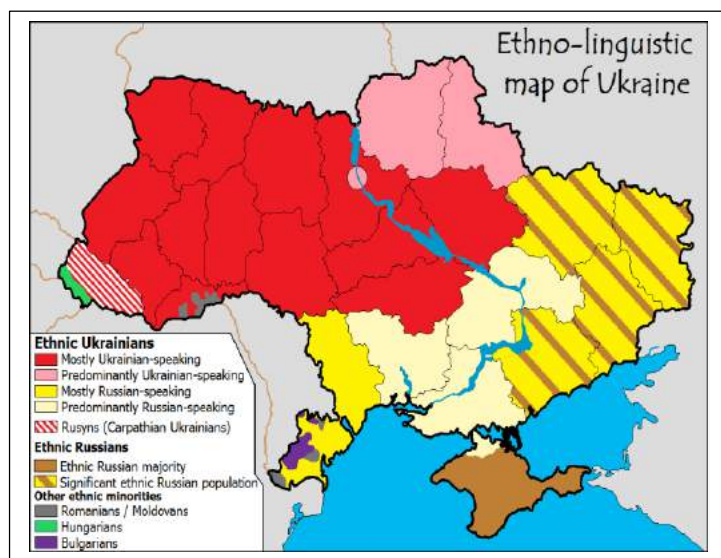 Ethno-linguistic
map of Ukraine
Ethnic Ukrainians
Mostly Ukrainian-speaking
Predominantly Ukrainian-speaking
Mostly Russian-speaking
Predominantly Russian-speaking
Rusyns (Carpathian Ukrainians)
Ethnic Russians
Ethnic Russian majority
Significant ethnic Russian population
Other ethnic minorities
Romanians / Moldovans
Hungarians
Bulgarians